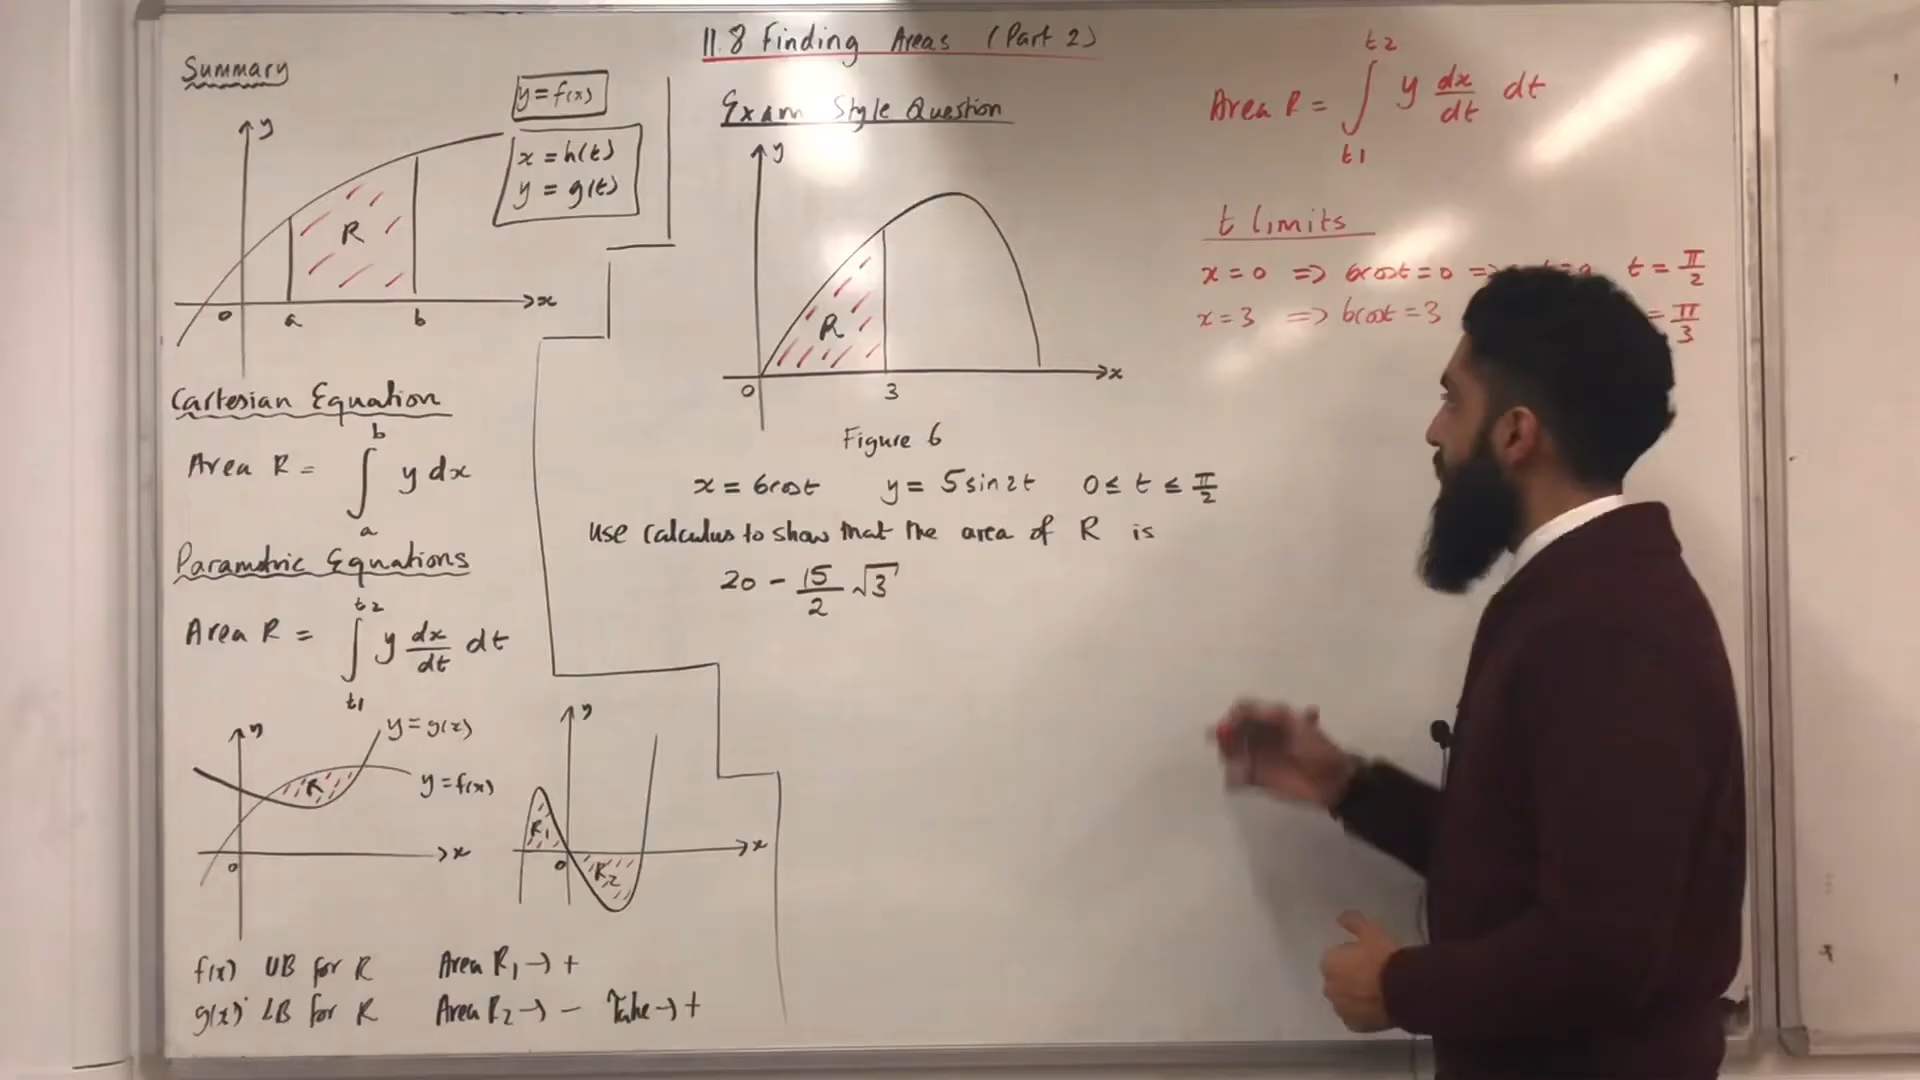 11.8 Finding Areas (Part 2)
Summary
y = f(x)
x = h(t)
y = g(t)
y
R
0 a b x
Cartesian Equation
Area R = ∫_a^b y dx
Parametric Equations
Area R = ∫_{t1}^{t2} y dx/dt dt
y
y = g(x)
y = f(x)
R
0 x
y
R1
0 R2 x
f(x) UB for R
g(x) LB for R
Area R1 → +
Area R2 → - Take → +
Exam Style Question
y
R
0 3 x
Figure 6
x = 6cost y = 5sin2t 0 ≤ t ≤ π/2
Use calculus to show that the area of R is
20 - 15/2 √3
Area R = ∫_{t1}^{t2} y dx/dt dt
t limits
x = 0 => 6cost = 0 => t = π/2
x = 3 => 6cost = 3 = π/3